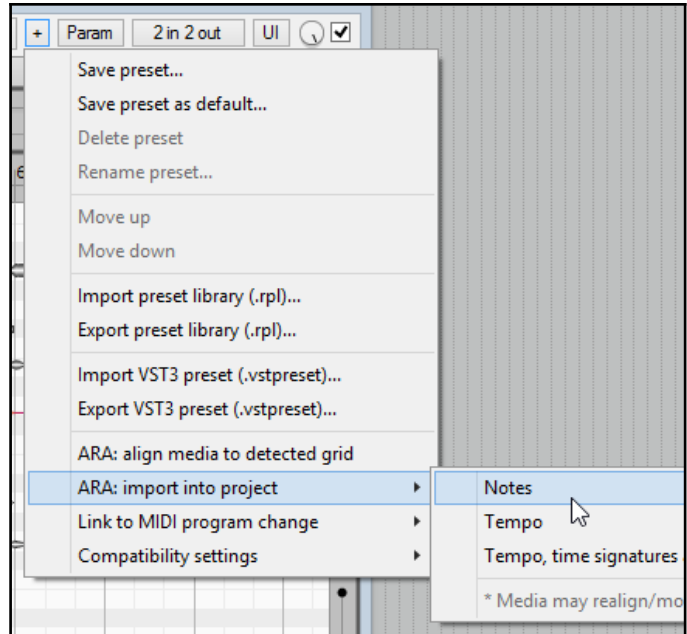 + Param 2 in 2 out UI
Save preset...
Save preset as default...
Delete preset
Rename preset...
Move up
Move down
Import preset library (.rpl)...
Export preset library (.rpl)...
Import VST3 preset (.vstpreset)...
Export VST3 preset (.vstpreset)...
ARA: align media to detected grid
ARA: import into project
Notes
Link to MIDI program change
Tempo
Compatibility settings
Tempo, time signatures
* Media may realign/mo